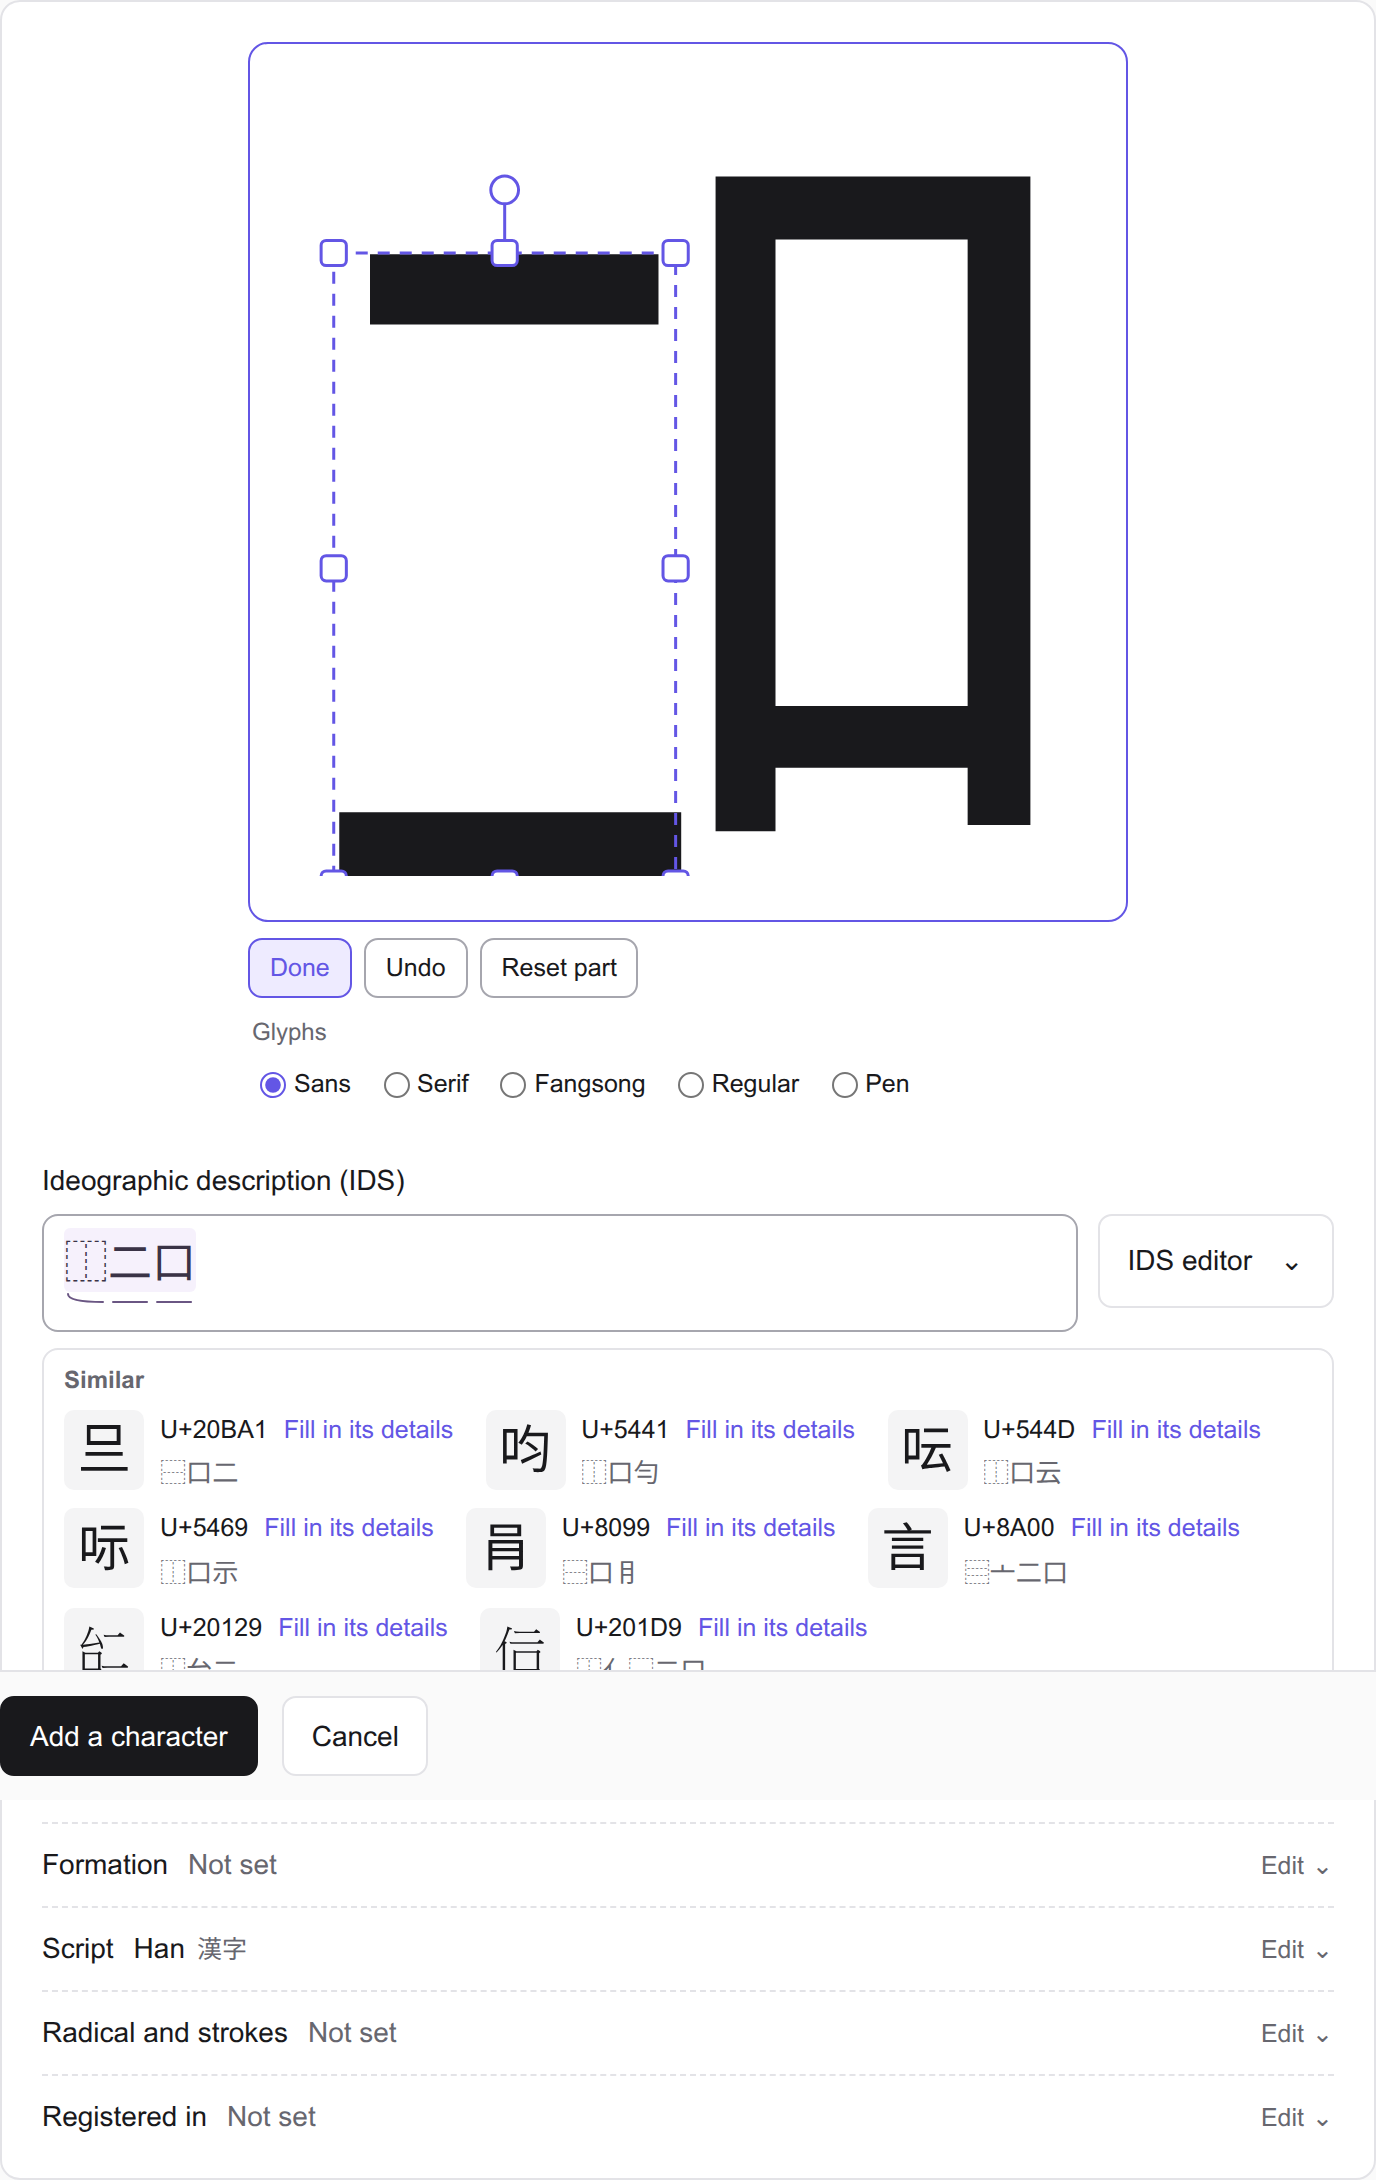 二口
Done Undo Reset part
Glyphs
Sans Serif Fangsong Regular Pen
Ideographic description (IDS)
⿰二口 IDS editor
Similar
旦 U+20BA1 Fill in its details
⿱口二
呁 U+5441 Fill in its details
⿰口匀
呍 U+544D Fill in its details
⿰口云
呩 U+5469 Fill in its details
⿰口示
肙 U+8099 Fill in its details
⿱口月
言 U+8A00 Fill in its details
⿳亠二口
U+20129 Fill in its details
U+201D9 Fill in its details
Add a character Cancel
Formation Not set Edit
Script Han 漢字 Edit
Radical and strokes Not set Edit
Registered in Not set Edit